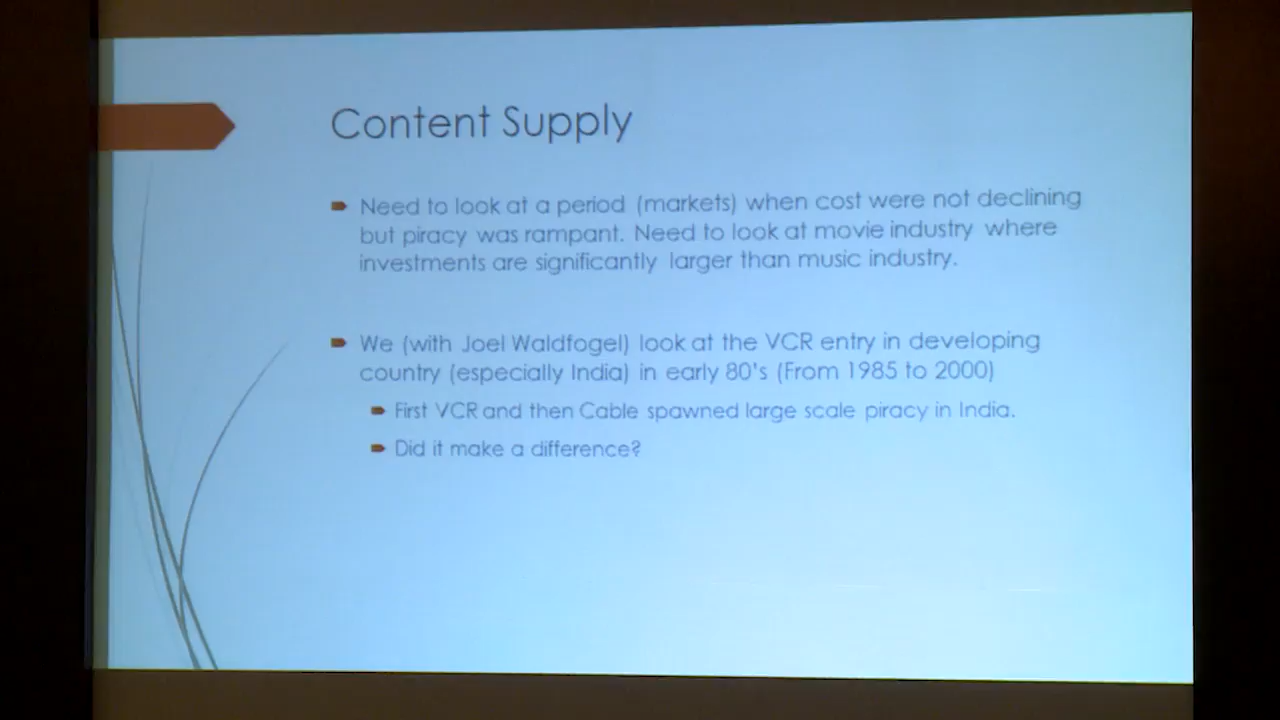 Content Supply
Need to look at a period (markets) when cost were not declining
but piracy was rampant. Need to look at movie industry where
investments are significantly larger than music industry.
We (with Joel Waldfogel) look at the VCR entry in developing
country (especially India) in early 80's (From 1985 to 2000)
First VCR and then Cable spawned large scale piracy in India.
Did it make a difference?